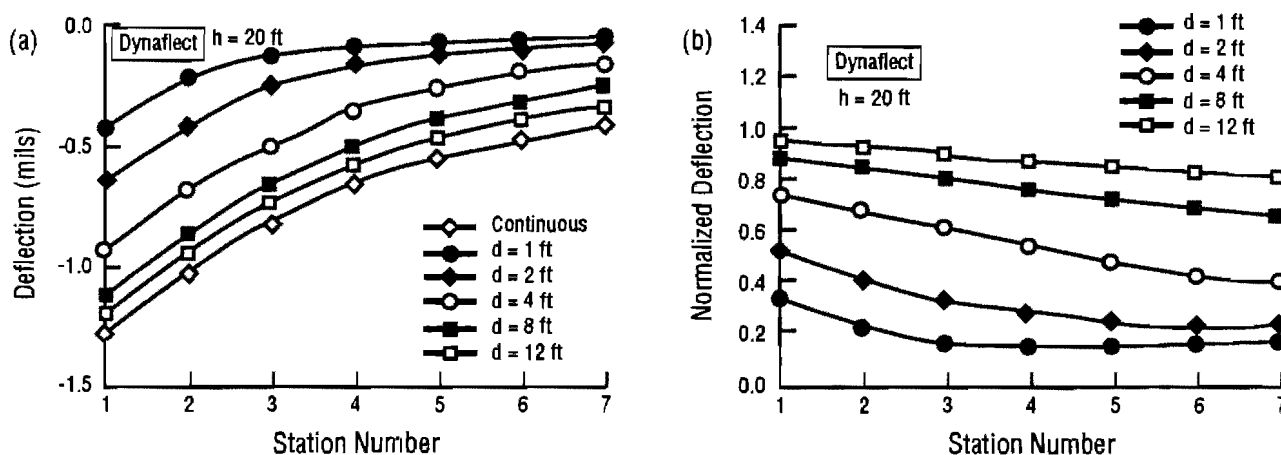 (a)
Dynaflect
h = 20 ft
0.0
-0.5
-1.0
-1.5
Deflection (mils)
Continuous
d = 1 ft
d = 2 ft
d = 4 ft
d = 8 ft
d = 12 ft
1 2 3 4 5 6 7
Station Number
(b)
d = 1 ft
d = 2 ft
d = 4 ft
d = 8 ft
d = 12 ft
Dynaflect
h = 20 ft
1.4
1.2
1.0
0.8
0.6
0.4
0.2
0.0
Normalized Deflection
1 2 3 4 5 6 7
Station Number